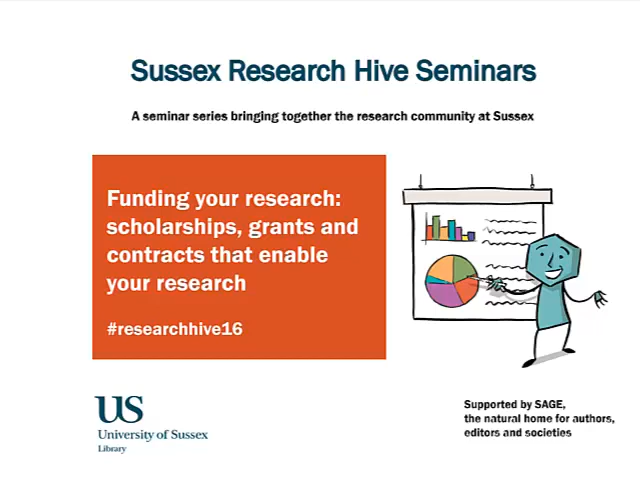 Sussex Research Hive Seminars
A seminar series bringing together the research community at Sussex
Funding your research:
scholarships, grants and
contracts that enable
your research
#researchhive16
US
University of Sussex
Library
Supported by SAGE,
the natural home for authors,
editors and societies